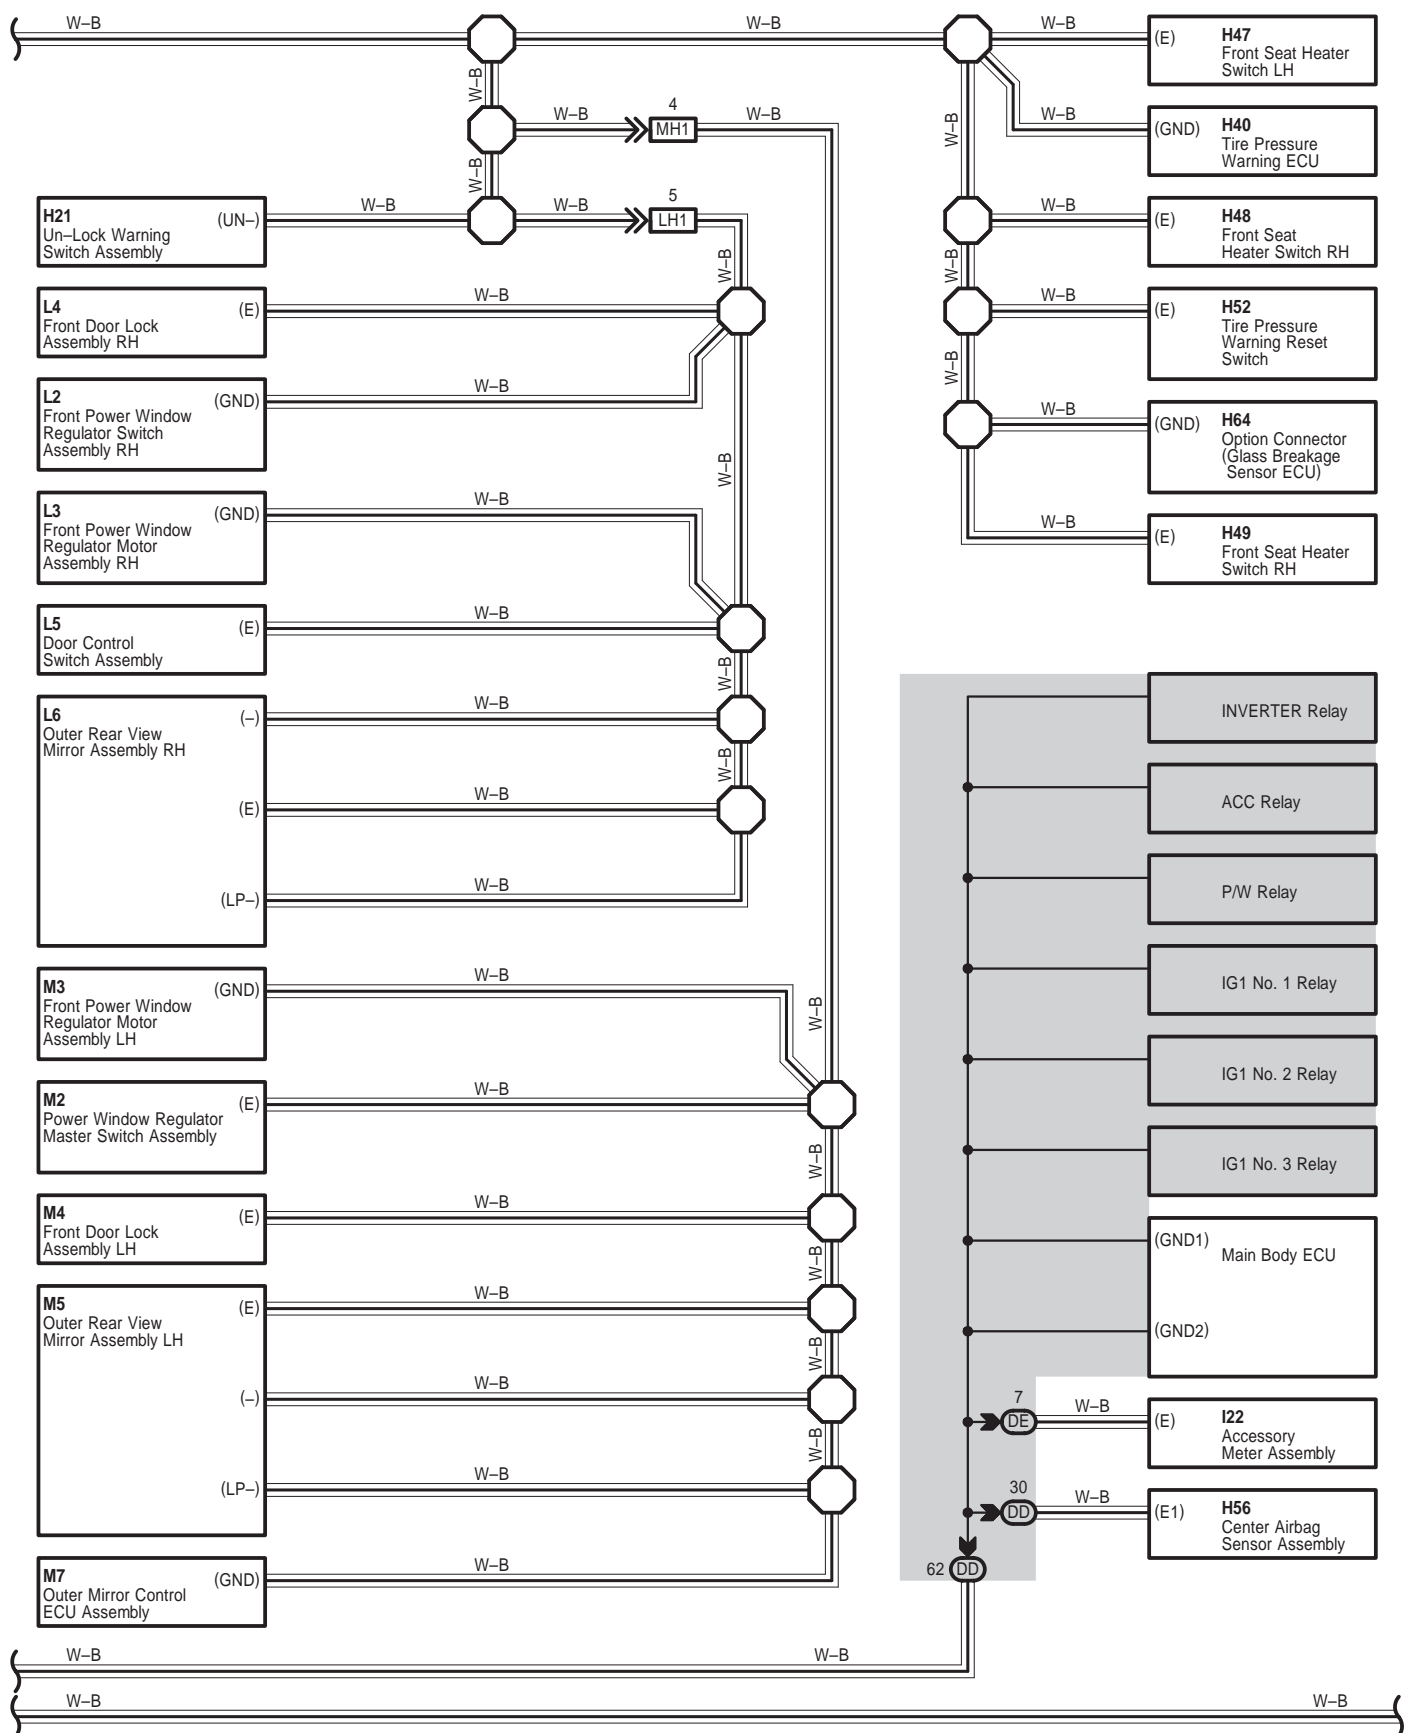 W–B
W–B
W–B
(E)
H47
Front Seat Heater
Switch LH
W–B
W–B
4
MH1
W–B
W–B
W–B
(GND)
H40
Tire Pressure
Warning ECU
W–B
H21
Un–Lock Warning
Switch Assembly
(UN–)
W–B
W–B
5
LH1
W–B
W–B
(E)
H48
Front Seat
Heater Switch RH
W–B
L4
Front Door Lock
Assembly RH
(E)
W–B
W–B
(E)
H52
Tire Pressure
Warning Reset
Switch
W–B
L2
Front Power Window
Regulator Switch
Assembly RH
(GND)
W–B
W–B
W–B
(GND)
H64
Option Connector
(Glass Breakage
Sensor ECU)
L3
Front Power Window
Regulator Motor
Assembly RH
(GND)
W–B
W–B
(E)
H49
Front Seat Heater
Switch RH
L5
Door Control
Switch Assembly
(E)
W–B
W–B
L6
Outer Rear View
Mirror Assembly RH
(–)
W–B
W–B
(E)
W–B
(LP–)
W–B
INVERTER Relay
ACC Relay
P/W Relay
IG1 No. 1 Relay
IG1 No. 2 Relay
IG1 No. 3 Relay
(GND1)
Main Body ECU
(GND2)
M3
Front Power Window
Regulator Motor
Assembly LH
(GND)
W–B
W–B
M2
Power Window Regulator
Master Switch Assembly
(E)
W–B
W–B
M4
Front Door Lock
Assembly LH
(E)
W–B
W–B
M5
Outer Rear View
Mirror Assembly LH
(E)
W–B
W–B
(–)
W–B
W–B
(LP–)
W–B
7
DE
W–B
(E)
I22
Accessory
Meter Assembly
30
DD
W–B
(E1)
H56
Center Airbag
Sensor Assembly
62
DD
M7
Outer Mirror Control
ECU Assembly
(GND)
W–B
W–B
W–B
W–B
W–B